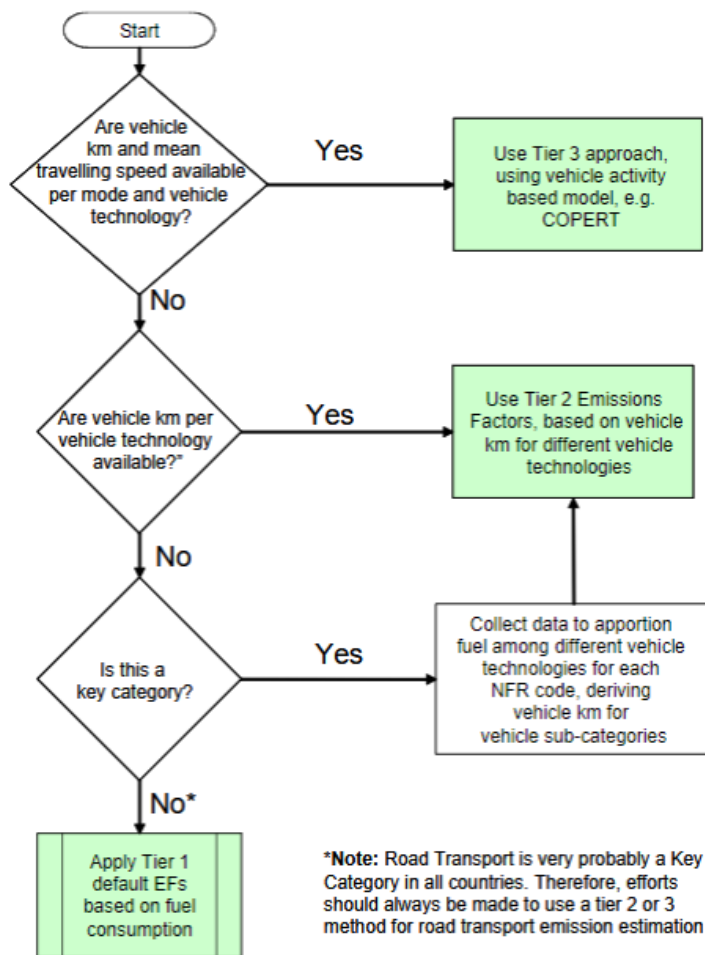 Start
Are vehicle
km and mean
travelling speed available
per mode and vehicle
technology?
Yes
Use Tier 3 approach,
using vehicle activity
based model, e.g.
COPERT
No
Are vehicle km per
vehicle technology
available?*
Yes
Use Tier 2 Emissions
Factors, based on vehicle
km for different vehicle
technologies
No
Is this a
key category?
Yes
Collect data to apportion
fuel among different vehicle
technologies for each
NFR code, deriving
vehicle km for
vehicle sub-categories
No*
Apply Tier 1
default EFs
based on fuel
consumption
*Note: Road Transport is very probably a Key
Category in all countries. Therefore, efforts
should always be made to use a tier 2 or 3
method for road transport emission estimation